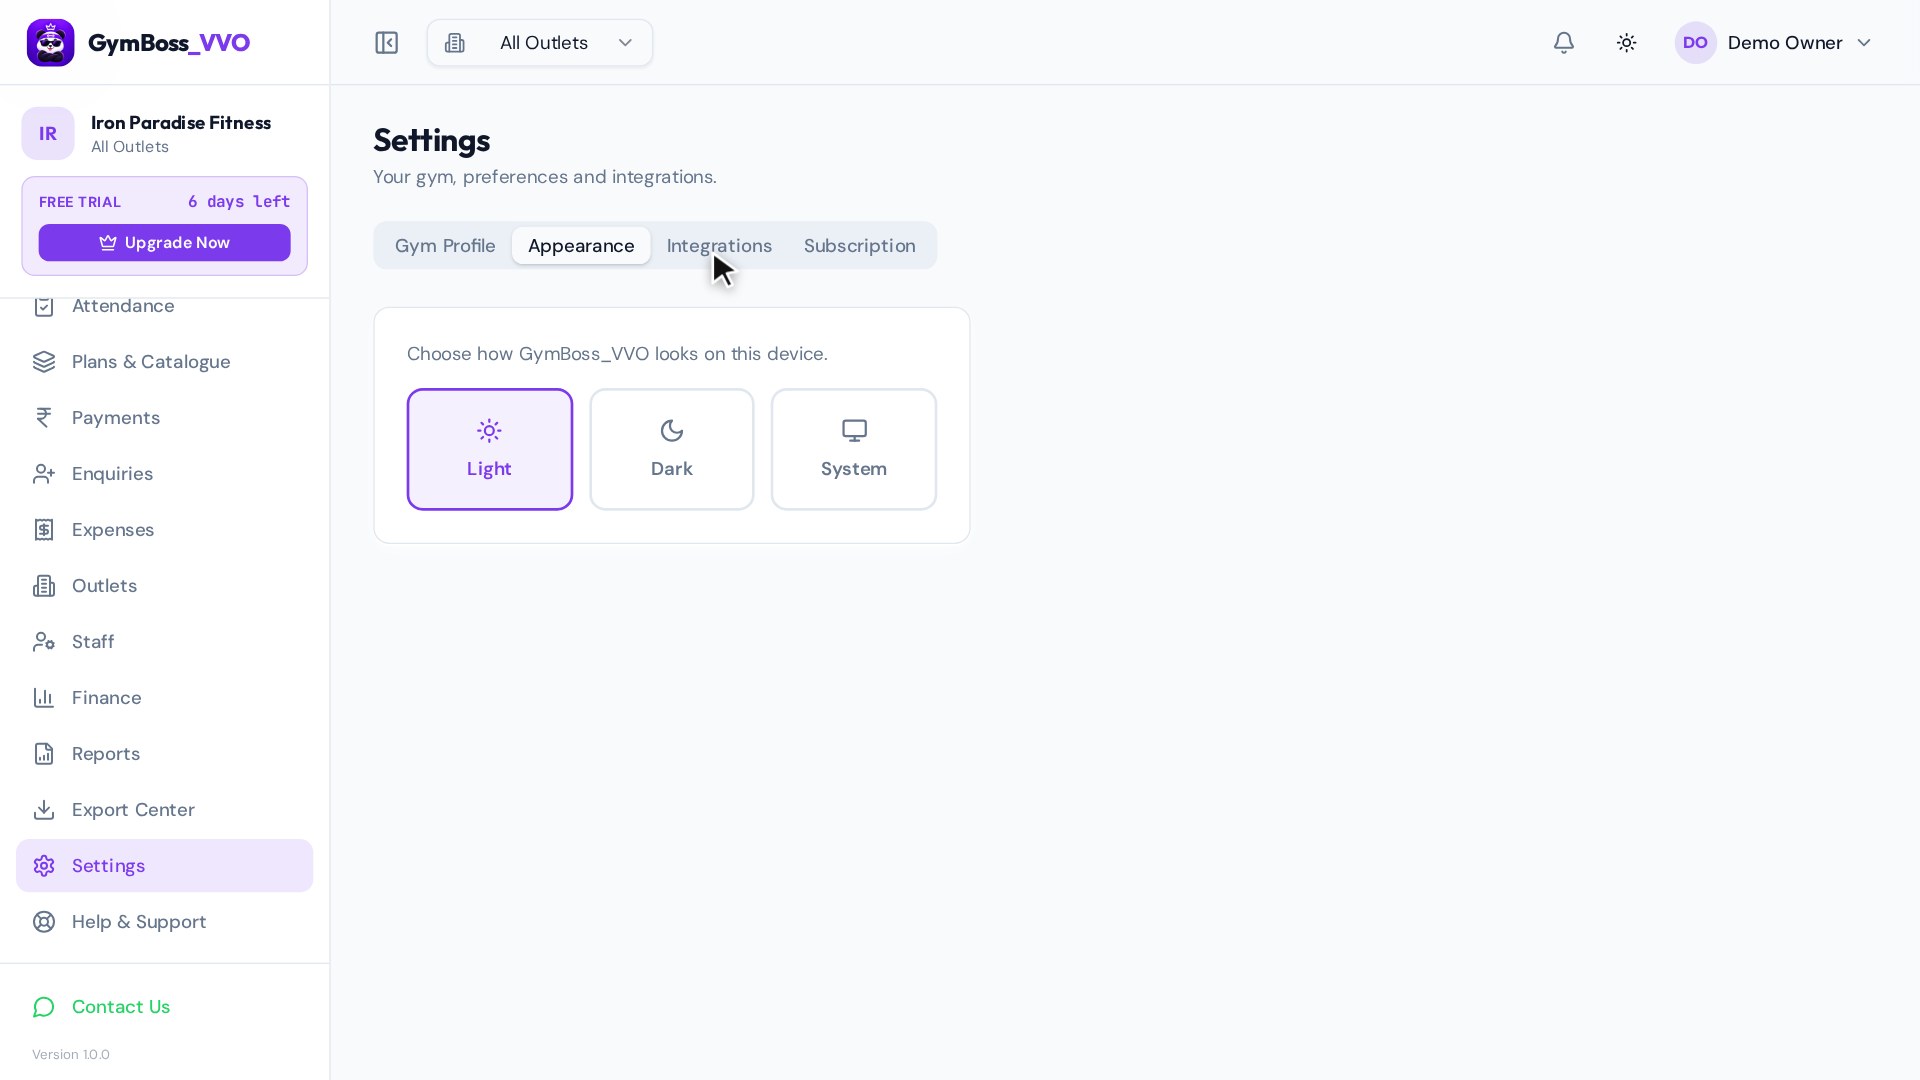 GymBoss_VVO
All Outlets
DO
Demo Owner
IR
Iron Paradise Fitness
All Outlets
FREE TRIAL
6 days left
Upgrade Now
Attendance
Plans & Catalogue
Payments
Enquiries
Expenses
Outlets
Staff
Finance
Reports
Export Center
Settings
Help & Support
Contact Us
Version 1.0.0
Settings
Your gym, preferences and integrations.
Gym Profile
Appearance
Integrations
Subscription
Choose how GymBoss_VVO looks on this device.
Light
Dark
System